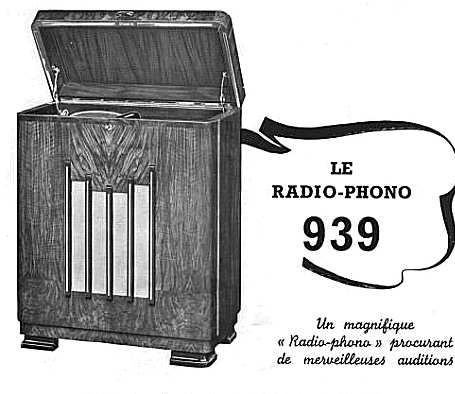 LE
RADIO-PHONO
939
Un magnifique
« Radio-phono » procurant
de merveilleuses auditions